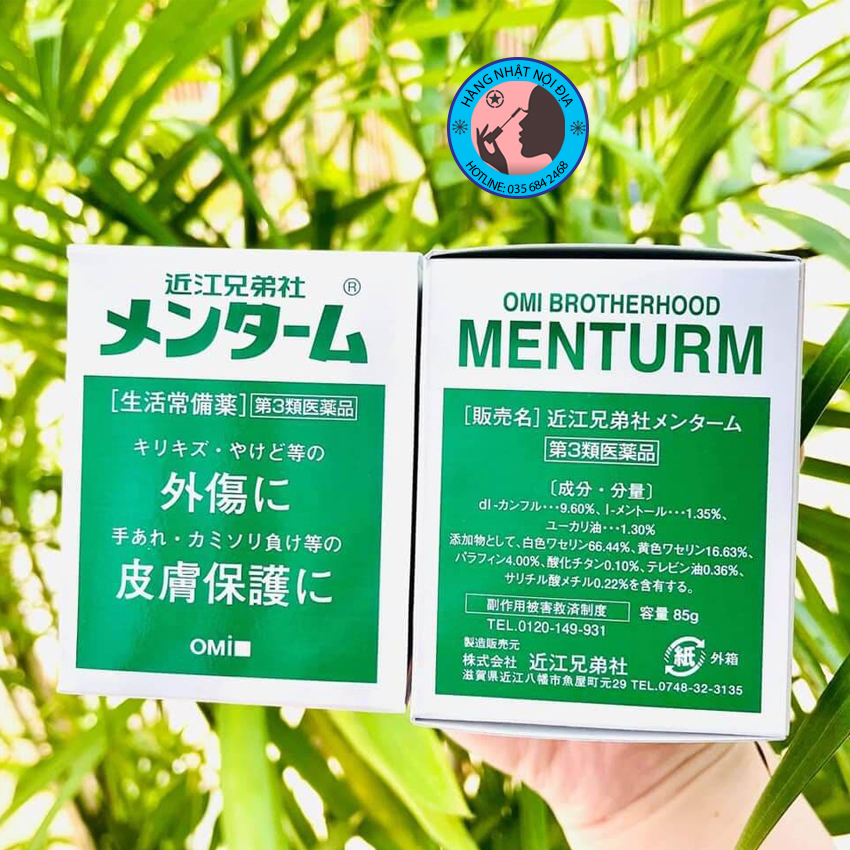 HÀNG NHẬT NỘI ĐỊA
HOTLINE: 035 684 2468
近江兄弟社 ®
メンターム
［生活常備薬］ 第3類医薬品
キリキズ・やけど等の
外傷に
手あれ・カミソリ負け等の
皮膚保護に
OMi
OMI BROTHERHOOD
MENTURM
［販売名］近江兄弟社メンターム
第3類医薬品
〔成分・分量〕
dl-カンフル･･･9.60%、l-メントール･･･1.35%、
ユーカリ油･･･1.30%
添加物として、白色ワセリン66.44%、黄色ワセリン16.63%、
パラフィン4.00%、酸化チタン0.10%、テレビン油0.36%、
サリチル酸メチル0.22%を含有する。
副作用被害救済制度 容量 85g
TEL.0120-149-931
製造販売元
株式会社 近江兄弟社
滋賀県近江八幡市魚屋町元29 TEL.0748-32-3135
紙 外箱